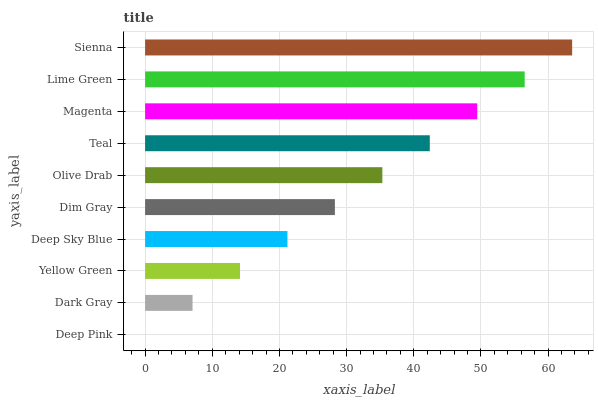 title
Sienna
Lime Green
Magenta
Teal
Olive Drab
Dim Gray
Deep Sky Blue
Yellow Green
Dark Gray
Deep Pink
yaxis_label
0 10 20 30 40 50 60
xaxis_label